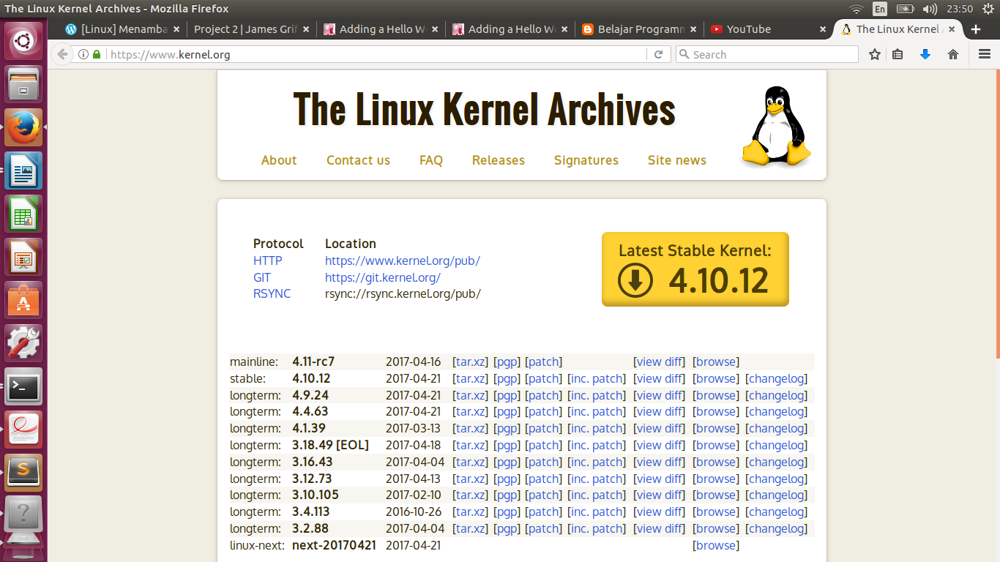 The Linux Kernel Archives - Mozilla Firefox
En
23:50
[Linux] Menamba
Project 2 | James Grif
Adding a Hello W
Adding a Hello W
Belajar Programm
YouTube
The Linux Kernel A
https://www.kernel.org
Search
The Linux Kernel Archives
About Contact us FAQ Releases Signatures Site news
Protocol Location
HTTP https://www.kernel.org/pub/
GIT https://git.kernel.org/
RSYNC rsync://rsync.kernel.org/pub/
Latest Stable Kernel:
4.10.12
mainline: 4.11-rc7 2017-04-16 [tar.xz] [pgp] [patch] [view diff] [browse]
stable: 4.10.12 2017-04-21 [tar.xz] [pgp] [patch] [inc. patch] [view diff] [browse] [changelog]
longterm: 4.9.24 2017-04-21 [tar.xz] [pgp] [patch] [inc. patch] [view diff] [browse] [changelog]
longterm: 4.4.63 2017-04-21 [tar.xz] [pgp] [patch] [inc. patch] [view diff] [browse] [changelog]
longterm: 4.1.39 2017-03-13 [tar.xz] [pgp] [patch] [inc. patch] [view diff] [browse] [changelog]
longterm: 3.18.49 [EOL] 2017-04-18 [tar.xz] [pgp] [patch] [inc. patch] [view diff] [browse] [changelog]
longterm: 3.16.43 2017-04-04 [tar.xz] [pgp] [patch] [inc. patch] [view diff] [browse] [changelog]
longterm: 3.12.73 2017-04-13 [tar.xz] [pgp] [patch] [inc. patch] [view diff] [browse] [changelog]
longterm: 3.10.105 2017-02-10 [tar.xz] [pgp] [patch] [inc. patch] [view diff] [browse] [changelog]
longterm: 3.4.113 2016-10-26 [tar.xz] [pgp] [patch] [inc. patch] [view diff] [browse] [changelog]
longterm: 3.2.88 2017-04-04 [tar.xz] [pgp] [patch] [inc. patch] [view diff] [browse] [changelog]
linux-next: next-20170421 2017-04-21 [browse]